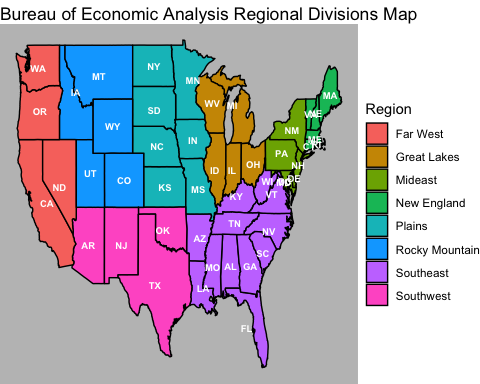 Bureau of Economic Analysis Regional Divisions Map
WA
MT
NY
MN
MA
OR
IA
WY
SD
WV
MI
NM
PA
UT
CO
NC
IN
ID
IL
OH
NH
DE
CA
ND
KS
MS
KY
WI
VT
AR
NJ
OK
AZ
TN
NV
SC
TX
LA
MO
AL
GA
FL
Region
Far West
Great Lakes
Mideast
New England
Plains
Rocky Mountain
Southeast
Southwest